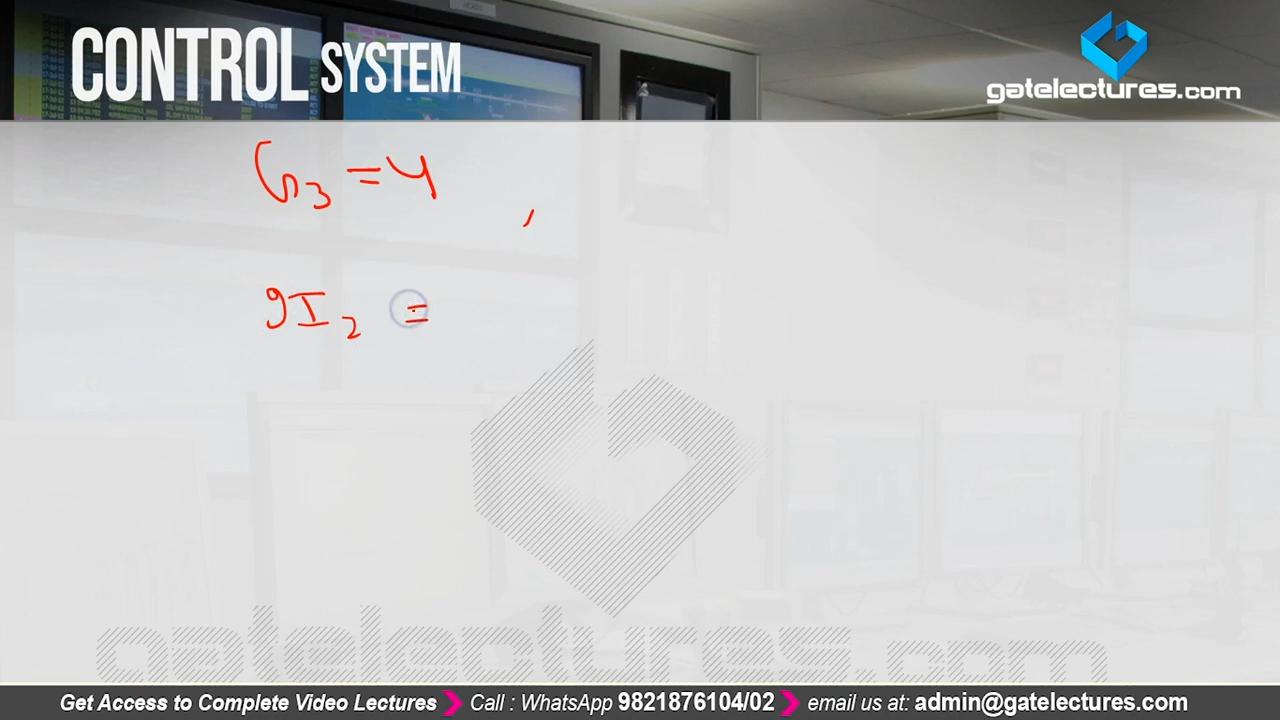 CONTROL SYSTEM
gatelectures.com
G3 = 4 ,
gI2 =
gatelectures.com
Get Access to Complete Video Lectures Call : WhatsApp 9821876104/02 email us at: admin@gatelectures.com